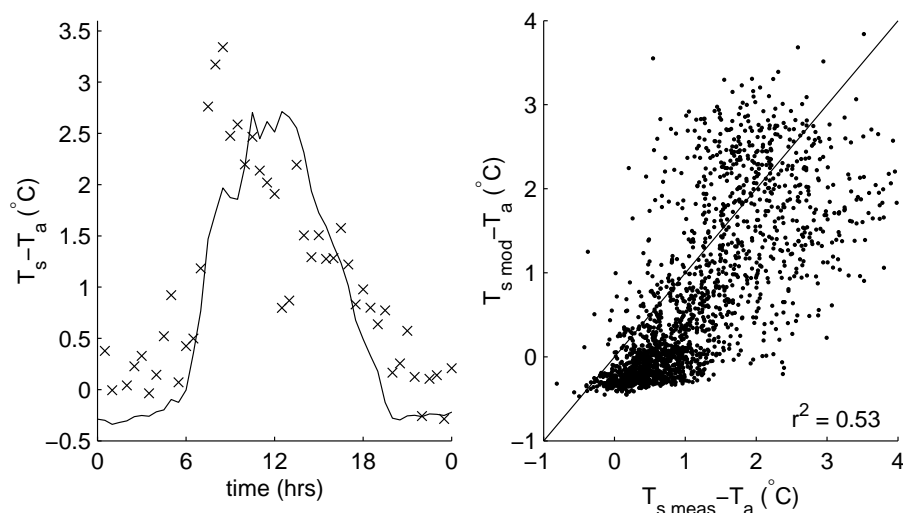 3.5
3
2.5
2
1.5
1
0.5
0
−0.5
T_s−T_a (°C)
0 6 12 18 0
time (hrs)
4
3
2
1
0
−1
T_s mod−T_a (°C)
r² = 0.53
−1 0 1 2 3 4
T_s meas−T_a (°C)